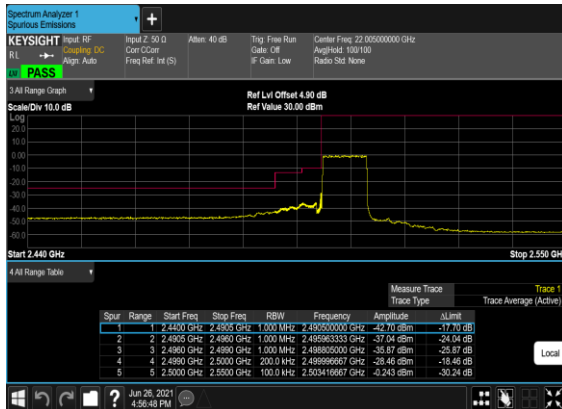 Spectrum Analyzer 1
Spurious Emissions
KEYSIGHT Input: RF Input Z: 50 Ω Atten: 40 dB Trig: Free Run Center Freq: 22.005000000 GHz
RL Coupling: DC Corr CCorr Gate: Off Avg|Hold: 100/100
Align: Auto Freq Ref: Int (S) IF Gain: Low Radio Std: None
PASS
3 All Range Graph
Ref Lvl Offset 4.90 dB
Scale/Div 10.0 dB Ref Value 30.00 dBm
Log
20.0
10.0
0.00
-10.0
-20.0
-30.0
-40.0
-50.0
-60.0
Start 2.440 GHz Stop 2.550 GH
4 All Range Table
Measure Trace Trace 1
Trace Type Trace Average (Active)
Spur Range Start Freq Stop Freq RBW Frequency Amplitude ΔLimit
1 1 2.4400 GHz 2.4905 GHz 1.000 MHz 2.490500000 GHz -42.70 dBm -17.70 dB
2 2 2.4905 GHz 2.4960 GHz 1.000 MHz 2.495963333 GHz -37.04 dBm -24.04 dB
3 3 2.4960 GHz 2.4990 GHz 1.000 MHz 2.498805000 GHz -35.87 dBm -25.87 dB
4 4 2.4990 GHz 2.5000 GHz 200.0 kHz 2.499996667 GHz -28.46 dBm -18.46 dB
5 5 2.5000 GHz 2.5500 GHz 100.0 kHz 2.503416667 GHz -0.243 dBm -30.24 dB
Local
Jun 26, 2021
4:56:48 PM